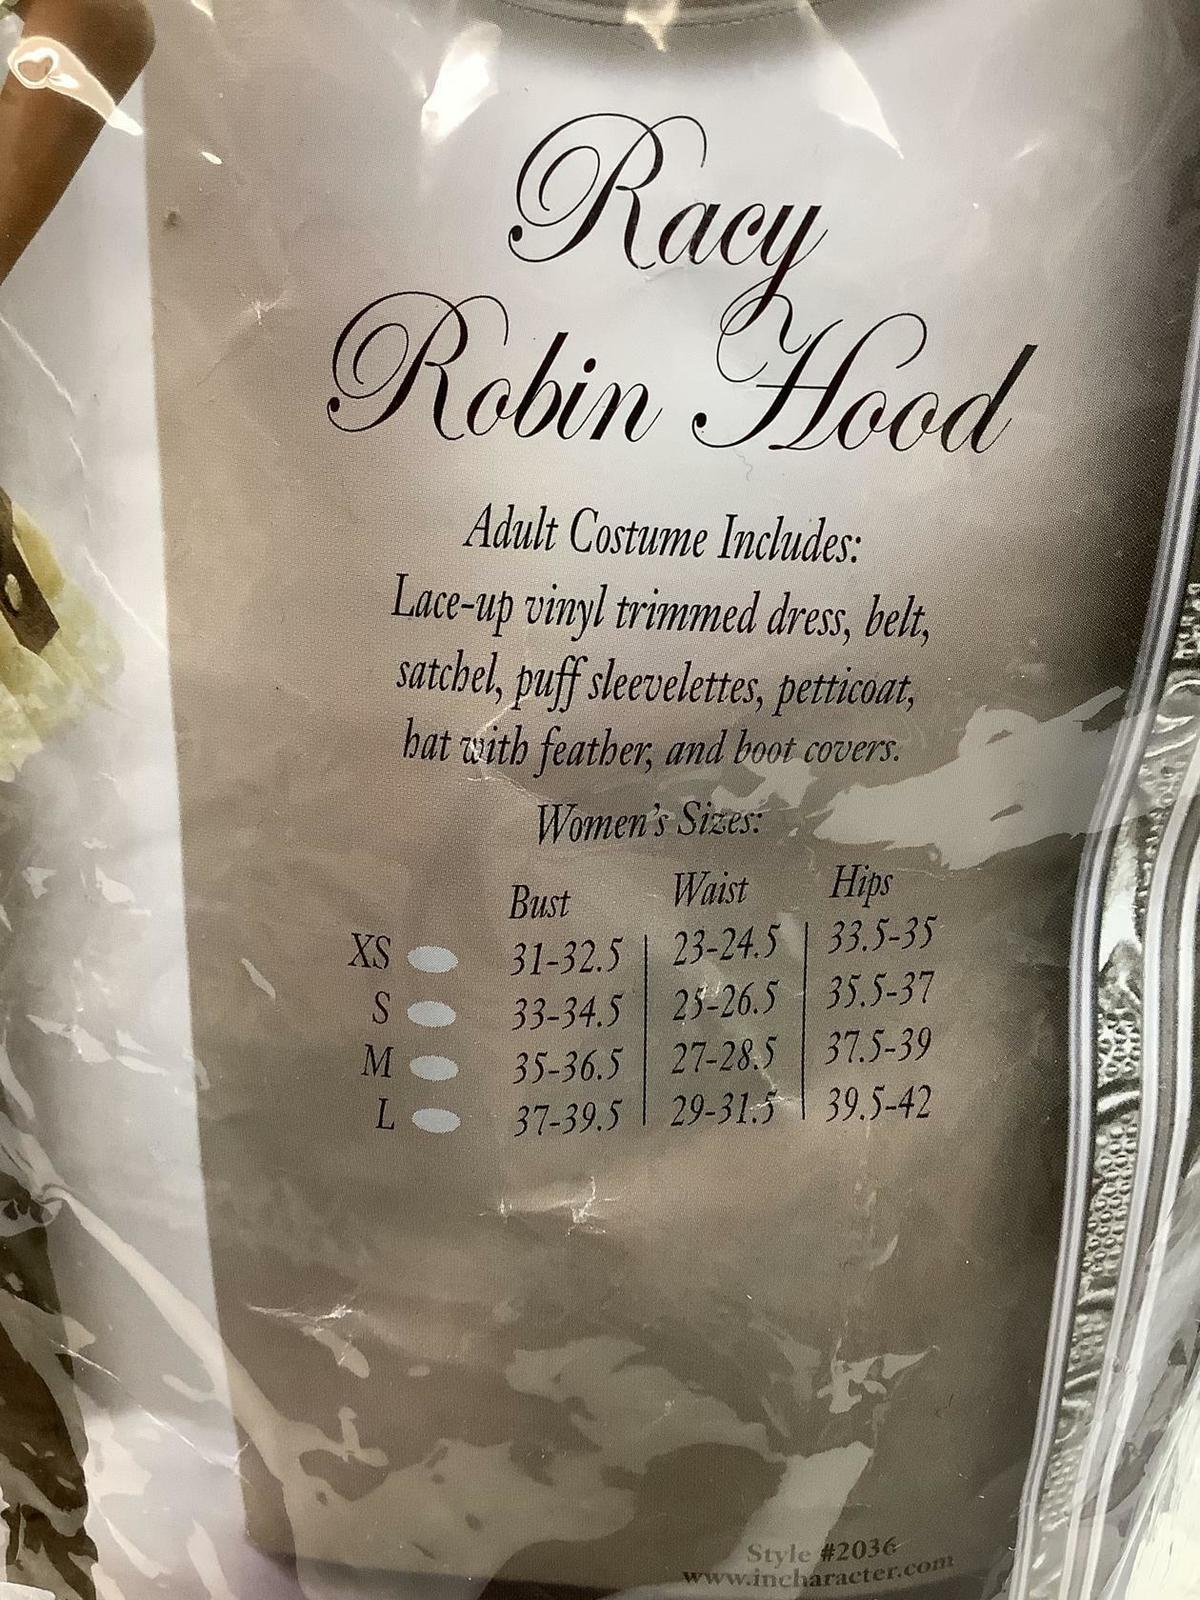 Racy
Robin Hood
Adult Costume Includes:
Lace-up vinyl trimmed dress, belt,
satchel, puff sleevelettes, petticoat,
hat with feather, and boot covers.
Women's Sizes:
Bust Waist Hips
XS 31-32.5 23-24.5 33.5-35
S 33-34.5 25-26.5 35.5-37
M 35-36.5 27-28.5 37.5-39
L 37-39.5 29-31.5 39.5-42
Style #2036
www.incharacter.com